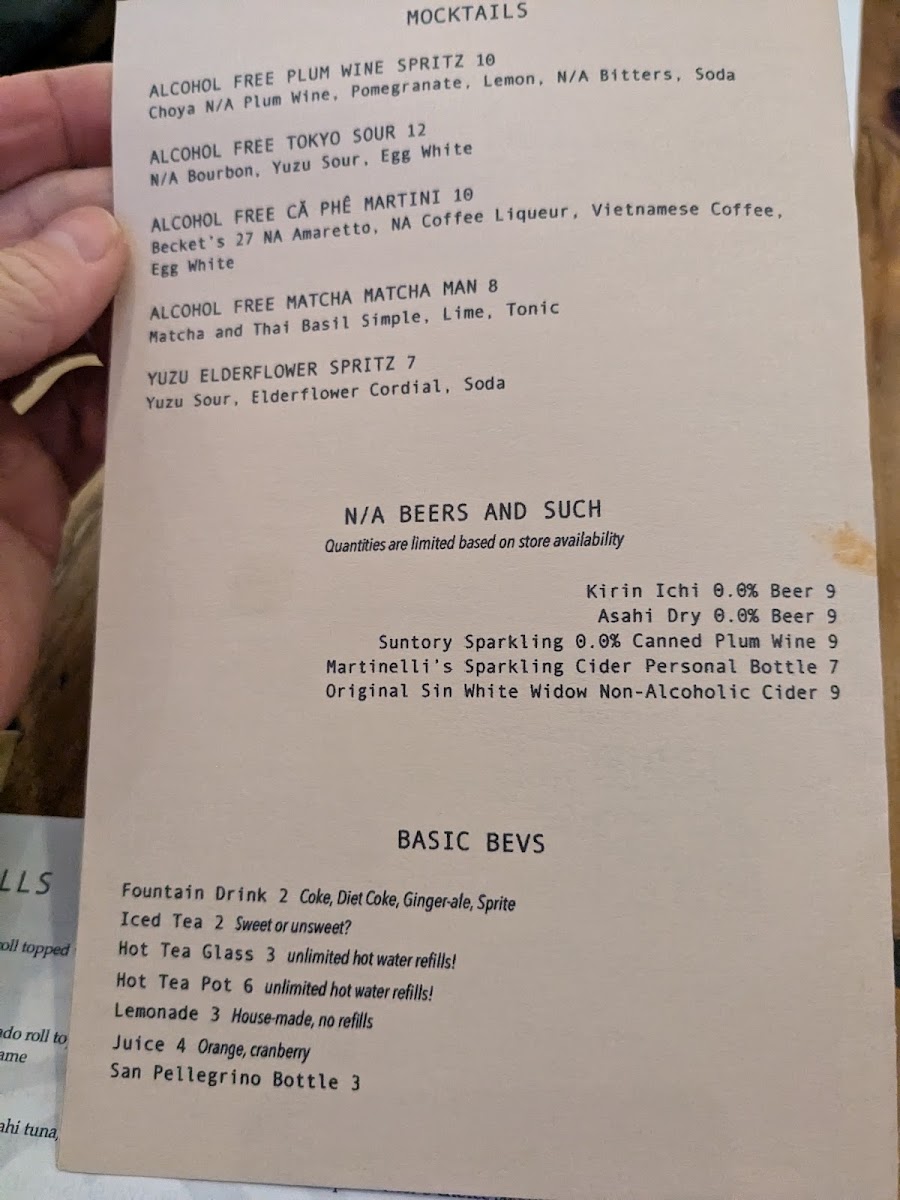 MOCKTAILS
ALCOHOL FREE PLUM WINE SPRITZ 10
Choya N/A Plum Wine, Pomegranate, Lemon, N/A Bitters, Soda
ALCOHOL FREE TOKYO SOUR 12
N/A Bourbon, Yuzu Sour, Egg White
ALCOHOL FREE CĂ PHÊ MARTINI 10
Becket's 27 NA Amaretto, NA Coffee Liqueur, Vietnamese Coffee,
Egg White
ALCOHOL FREE MATCHA MATCHA MAN 8
Matcha and Thai Basil Simple, Lime, Tonic
YUZU ELDERFLOWER SPRITZ 7
Yuzu Sour, Elderflower Cordial, Soda
N/A BEERS AND SUCH
Quantities are limited based on store availability
Kirin Ichi 0.0% Beer 9
Asahi Dry 0.0% Beer 9
Suntory Sparkling 0.0% Canned Plum Wine 9
Martinelli's Sparkling Cider Personal Bottle 7
Original Sin White Widow Non-Alcoholic Cider 9
BASIC BEVS
Fountain Drink 2 Coke, Diet Coke, Ginger-ale, Sprite
Iced Tea 2 Sweet or unsweet?
Hot Tea Glass 3 unlimited hot water refills!
Hot Tea Pot 6 unlimited hot water refills!
Lemonade 3 House-made, no refills
Juice 4 Orange, cranberry
San Pellegrino Bottle 3
LLS
oll topped
do roll to
ame
ahi tuna,